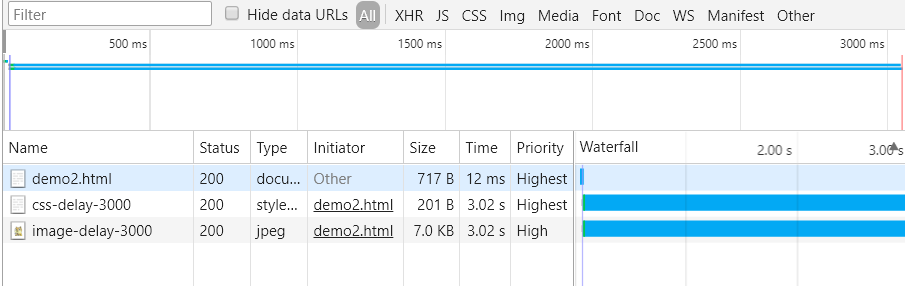 Filter Hide data URLs All XHR JS CSS Img Media Font Doc WS Manifest Other
500 ms 1000 ms 1500 ms 2000 ms 2500 ms 3000 ms
Name Status Type Initiator Size Time Priority Waterfall 2.00 s 3.00 s
demo2.html 200 docu... Other 717 B 12 ms Highest
css-delay-3000 200 style... demo2.html 201 B 3.02 s Highest
image-delay-3000 200 jpeg demo2.html 7.0 KB 3.02 s High